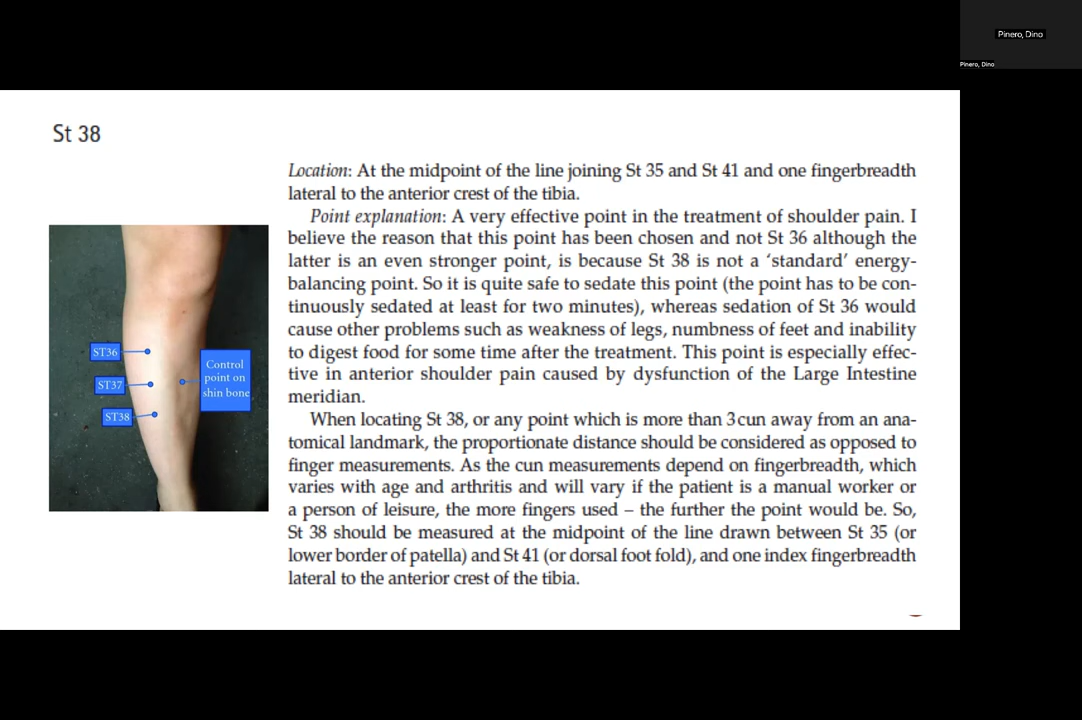 Pinero, Dino
Pinero, Dino
St 38
Location: At the midpoint of the line joining St 35 and St 41 and one fingerbreadth
lateral to the anterior crest of the tibia.
Point explanation: A very effective point in the treatment of shoulder pain. I
believe the reason that this point has been chosen and not St 36 although the
latter is an even stronger point, is because St 38 is not a ‘standard’ energy-
balancing point. So it is quite safe to sedate this point (the point has to be con-
tinuously sedated at least for two minutes), whereas sedation of St 36 would
cause other problems such as weakness of legs, numbness of feet and inability
to digest food for some time after the treatment. This point is especially effec-
tive in anterior shoulder pain caused by dysfunction of the Large Intestine
meridian.
When locating St 38, or any point which is more than 3 cun away from an ana-
tomical landmark, the proportionate distance should be considered as opposed to
finger measurements. As the cun measurements depend on fingerbreadth, which
varies with age and arthritis and will vary if the patient is a manual worker or
a person of leisure, the more fingers used – the further the point would be. So,
St 38 should be measured at the midpoint of the line drawn between St 35 (or
lower border of patella) and St 41 (or dorsal foot fold), and one index fingerbreadth
lateral to the anterior crest of the tibia.
ST36
ST37
ST38
Control
point on
shin bone